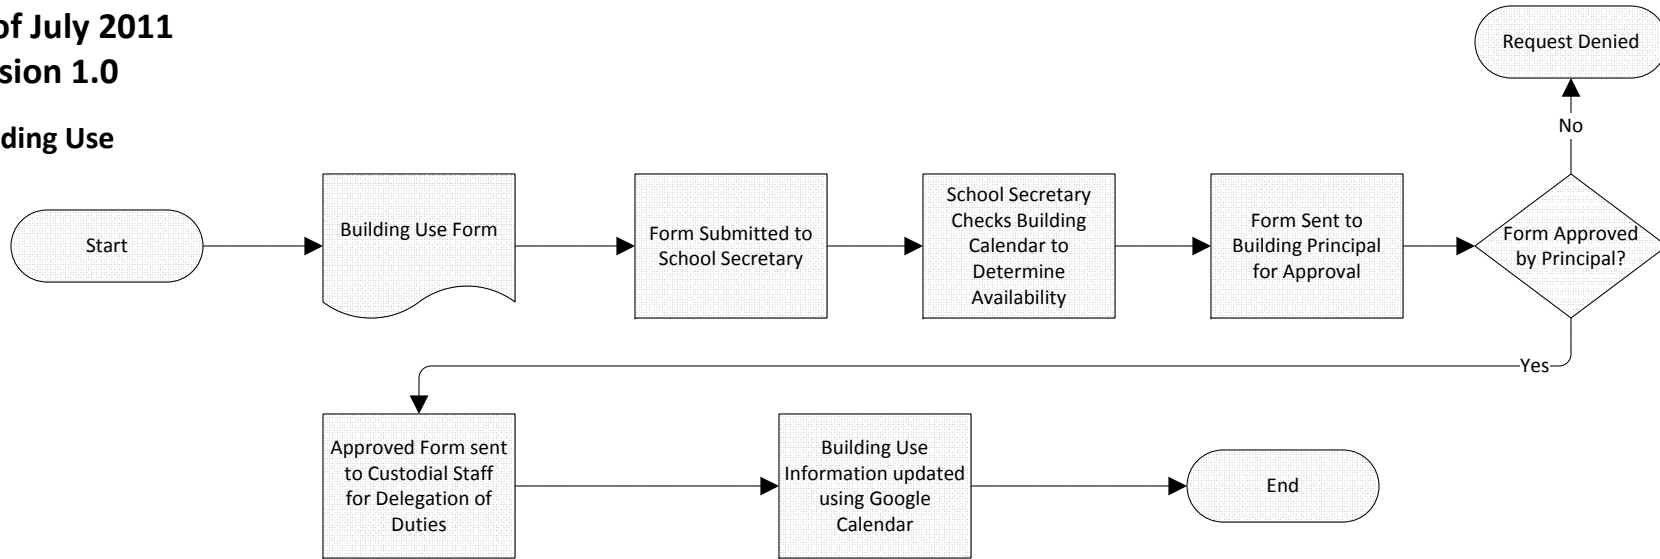 of July 2011
sion 1.0
ding Use
Request Denied
No
Start
Building Use Form
Form Submitted to
School Secretary
School Secretary
Checks Building
Calendar to
Determine
Availability
Form Sent to
Building Principal
for Approval
Form Approved
by Principal?
Yes
Approved Form sent
to Custodial Staff
for Delegation of
Duties
Building Use
Information updated
using Google
Calendar
End